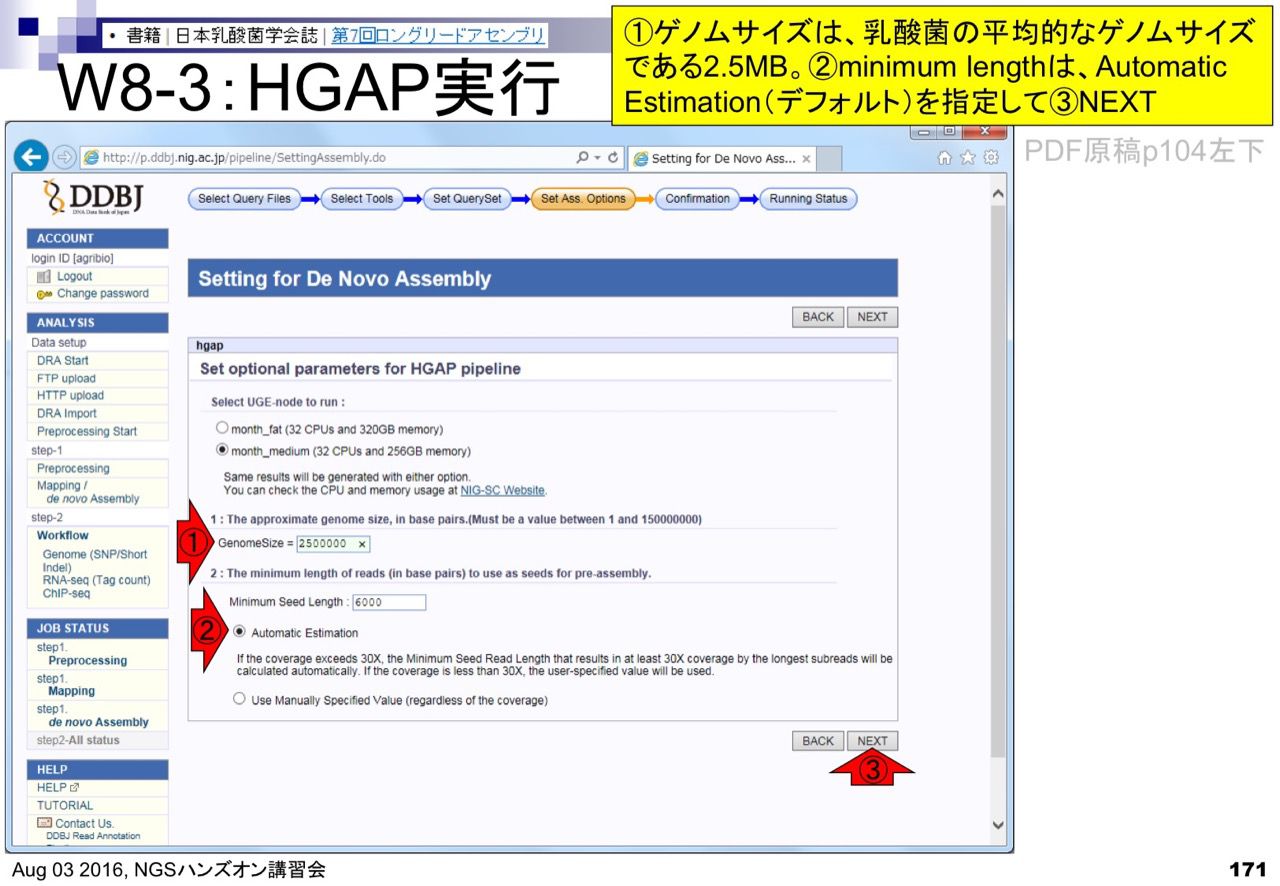 • 書籍 | 日本乳酸菌学会誌 | 第7回ロングリードアセンブリ
W8-3：HGAP実行
①ゲノムサイズは、乳酸菌の平均的なゲノムサイズ
である2.5MB。②minimum lengthは、Automatic
Estimation（デフォルト）を指定して③NEXT
PDF原稿p104左下
http://p.ddbj.nig.ac.jp/pipeline/SettingAssembly.do
Setting for De Novo Ass... ×
DDBJ
DNA Data Bank of Japan
Select Query Files
Select Tools
Set QuerySet
Set Ass. Options
Confirmation
Running Status
ACCOUNT
login ID [agribio]
Logout
Change password
ANALYSIS
Data setup
DRA Start
FTP upload
HTTP upload
DRA Import
Preprocessing Start
step-1
Preprocessing
Mapping /
de novo Assembly
step-2
Workflow
Genome (SNP/Short
Indel)
RNA-seq (Tag count)
ChIP-seq
JOB STATUS
step1.
Preprocessing
step1.
Mapping
step1.
de novo Assembly
step2-All status
HELP
HELP
TUTORIAL
Contact Us.
DDBJ Read Annotation
Setting for De Novo Assembly
BACK NEXT
hgap
Set optional parameters for HGAP pipeline
Select UGE-node to run :
month_fat (32 CPUs and 320GB memory)
month_medium (32 CPUs and 256GB memory)
Same results will be generated with either option.
You can check the CPU and memory usage at NIG-SC Website.
1 : The approximate genome size, in base pairs.(Must be a value between 1 and 150000000)
① GenomeSize = 2500000 ×
2 : The minimum length of reads (in base pairs) to use as seeds for pre-assembly.
Minimum Seed Length : 6000
② Automatic Estimation
If the coverage exceeds 30X, the Minimum Seed Read Length that results in at least 30X coverage by the longest subreads will be
calculated automatically. If the coverage is less than 30X, the user-specified value will be used.
Use Manually Specified Value (regardless of the coverage)
BACK NEXT
③
Aug 03 2016, NGSハンズオン講習会
171